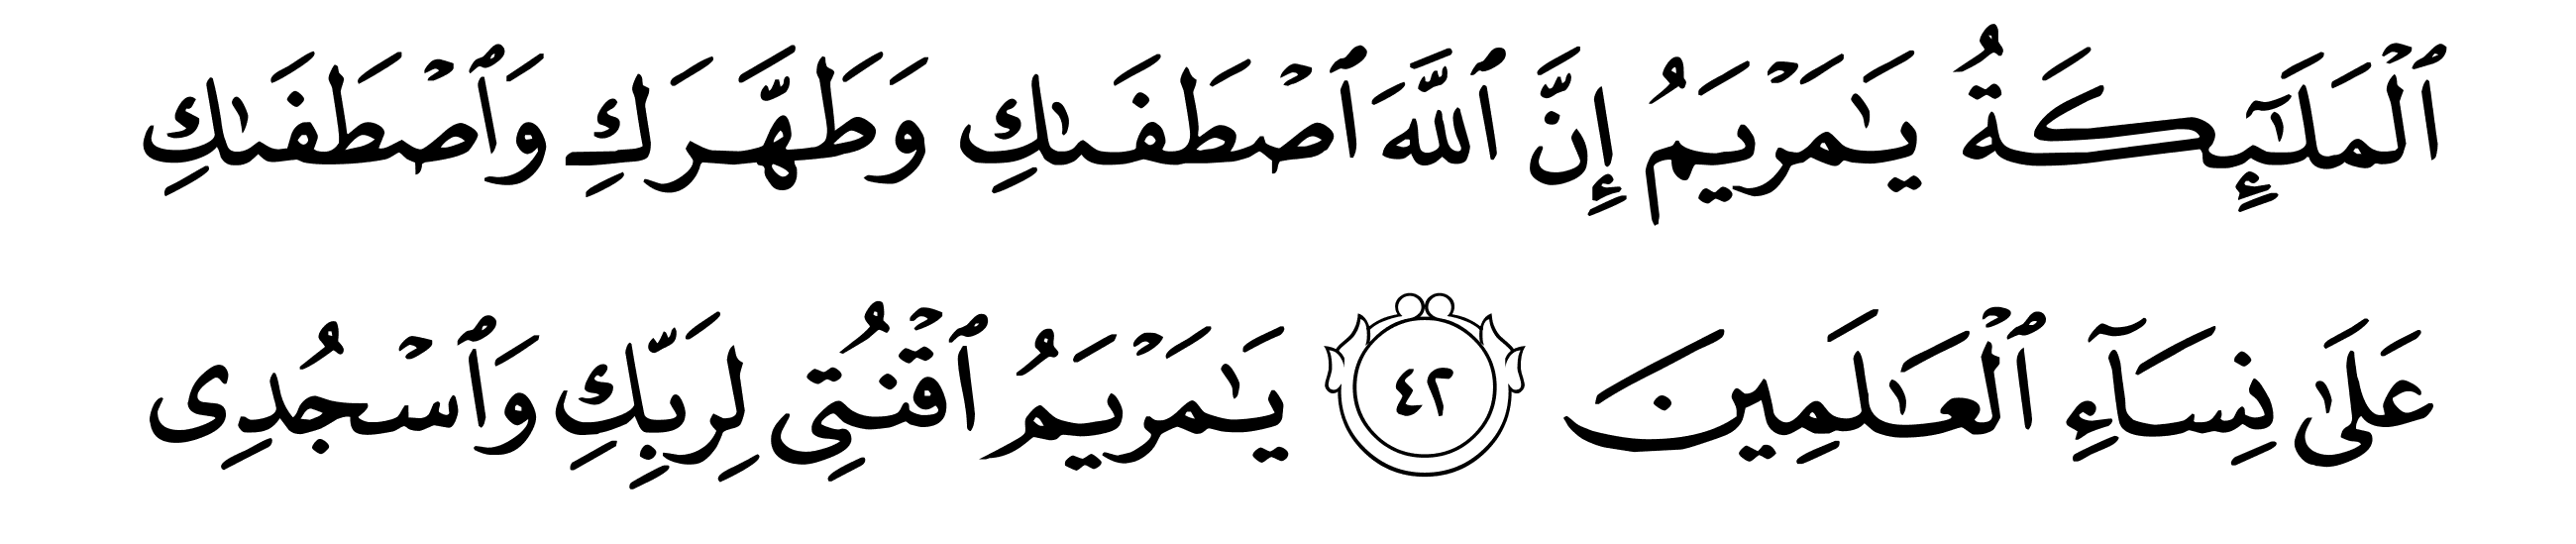 ٱلۡمَلَـٰٓئِكَةُ يَـٰمَرۡيَمُ إِنَّ ٱللَّهَ ٱصۡطَفَىٰكِ وَطَهَّرَكِ وَٱصۡطَفَىٰكِ
عَلَىٰ نِسَآءِ ٱلۡعَـٰلَمِينَ ٤٢ يَـٰمَرۡيَمُ ٱقۡنُتِى لِرَبِّكِ وَٱسۡجُدِى